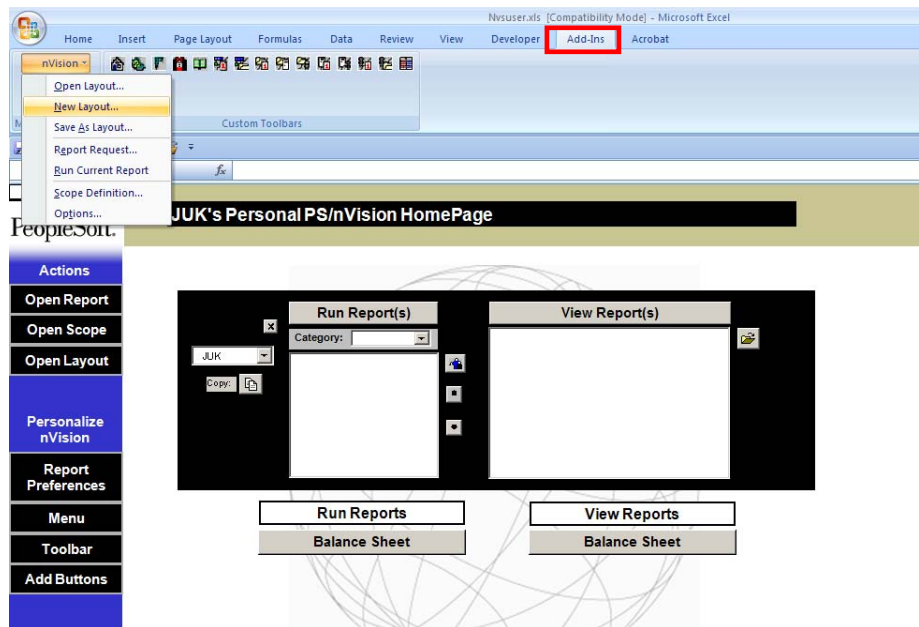 Nvsuser.xls [Compatibility Mode] - Microsoft Excel
Home Insert Page Layout Formulas Data Review View Developer Add-Ins Acrobat
nVision
Open Layout...
New Layout...
Save As Layout...
Custom Toolbars
Report Request...
Run Current Report
fx
Scope Definition...
Options...
JUK's Personal PS/nVision HomePage
PeopleSoft.
Actions
Open Report
Open Scope
Open Layout
Personalize
nVision
Report
Preferences
Menu
Toolbar
Add Buttons
Run Report(s)
View Report(s)
Category:
JUK
Copy:
Run Reports
View Reports
Balance Sheet
Balance Sheet